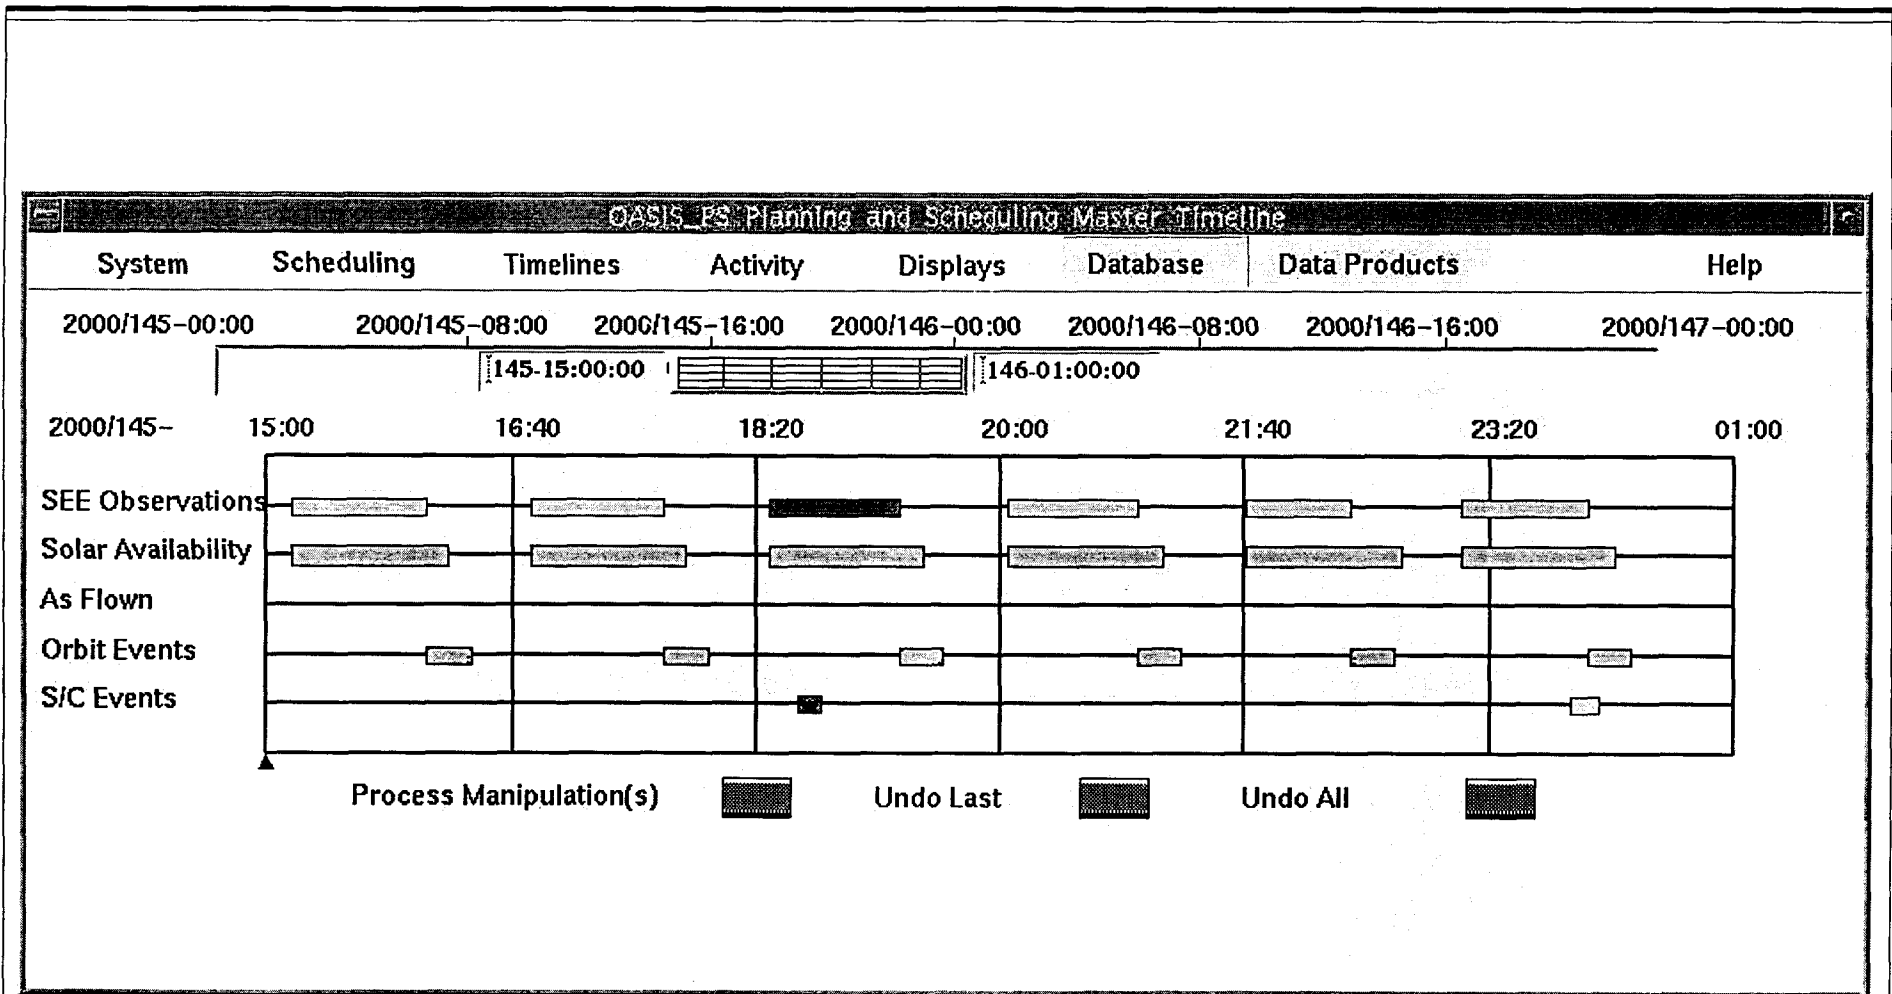 OASIS_PS Planning and Scheduling Master Timeline
System Scheduling Timelines Activity Displays Database Data Products Help
2000/145-00:00 2000/145-08:00 2000/145-16:00 2000/146-00:00 2000/146-08:00 2000/146-16:00 2000/147-00:00
145-15:00:00 146-01:00:00
2000/145- 15:00 16:40 18:20 20:00 21:40 23:20 01:00
SEE Observations
Solar Availability
As Flown
Orbit Events
S/C Events
Process Manipulation(s) Undo Last Undo All